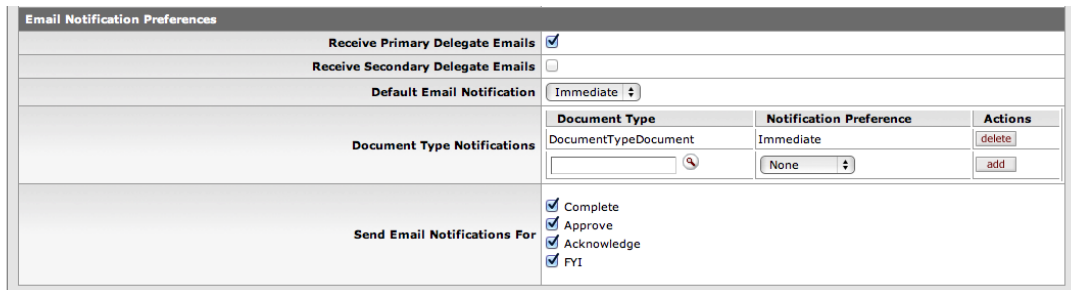 Email Notification Preferences
Receive Primary Delegate Emails
Receive Secondary Delegate Emails
Default Email Notification Immediate
Document Type Notification Preference Actions
Document Type Notifications DocumentTypeDocument Immediate delete
None add
Send Email Notifications For
Complete
Approve
Acknowledge
FYI